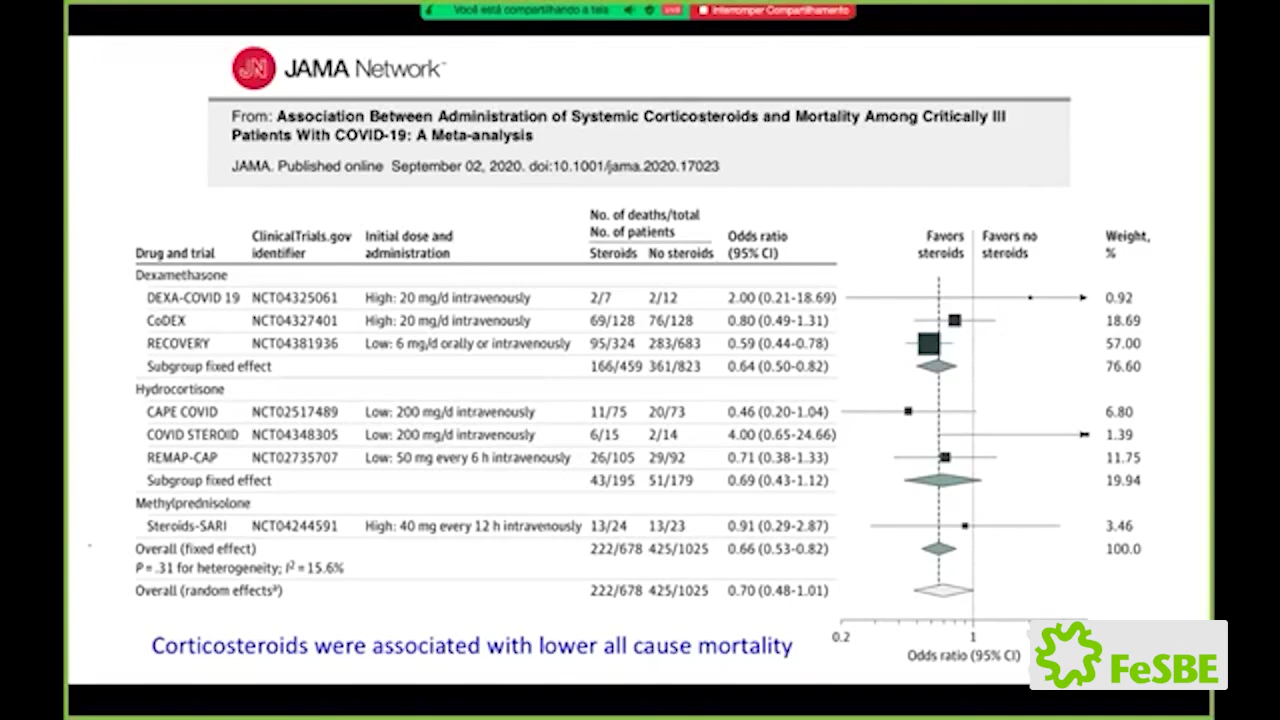 Você está compartilhando a tela
Interromper Compartilhamento
JN JAMA Network
From: Association Between Administration of Systemic Corticosteroids and Mortality Among Critically Ill
Patients With COVID-19: A Meta-analysis
JAMA. Published online September 02, 2020. doi:10.1001/jama.2020.17023
No. of deaths/total
No. of patients
Drug and trial ClinicalTrials.gov identifier Initial dose and administration Steroids No steroids Odds ratio (95% CI) Favors steroids Favors no steroids Weight, %
Dexamethasone
DEXA-COVID 19 NCT04325061 High: 20 mg/d intravenously 2/7 2/12 2.00 (0.21-18.69) 0.92
CoDEX NCT04327401 High: 20 mg/d intravenously 69/128 76/128 0.80 (0.49-1.31) 18.69
RECOVERY NCT04381936 Low: 6 mg/d orally or intravenously 95/324 283/683 0.59 (0.44-0.78) 57.00
Subgroup fixed effect 166/459 361/823 0.64 (0.50-0.82) 76.60
Hydrocortisone
CAPE COVID NCT02517489 Low: 200 mg/d intravenously 11/75 20/73 0.46 (0.20-1.04) 6.80
COVID STEROID NCT04348305 Low: 200 mg/d intravenously 6/15 2/14 4.00 (0.65-24.66) 1.39
REMAP-CAP NCT02735707 Low: 50 mg every 6 h intravenously 26/105 29/92 0.71 (0.38-1.33) 11.75
Subgroup fixed effect 43/195 51/179 0.69 (0.43-1.12) 19.94
Methylprednisolone
Steroids-SARI NCT04244591 High: 40 mg every 12 h intravenously 13/24 13/23 0.91 (0.29-2.87) 3.46
Overall (fixed effect) 222/678 425/1025 0.66 (0.53-0.82) 100.0
P = .31 for heterogeneity; I² = 15.6%
Overall (random effectsᵃ) 222/678 425/1025 0.70 (0.48-1.01)
0.2 1
Odds ratio (95% CI)
Corticosteroids were associated with lower all cause mortality
FeSBE